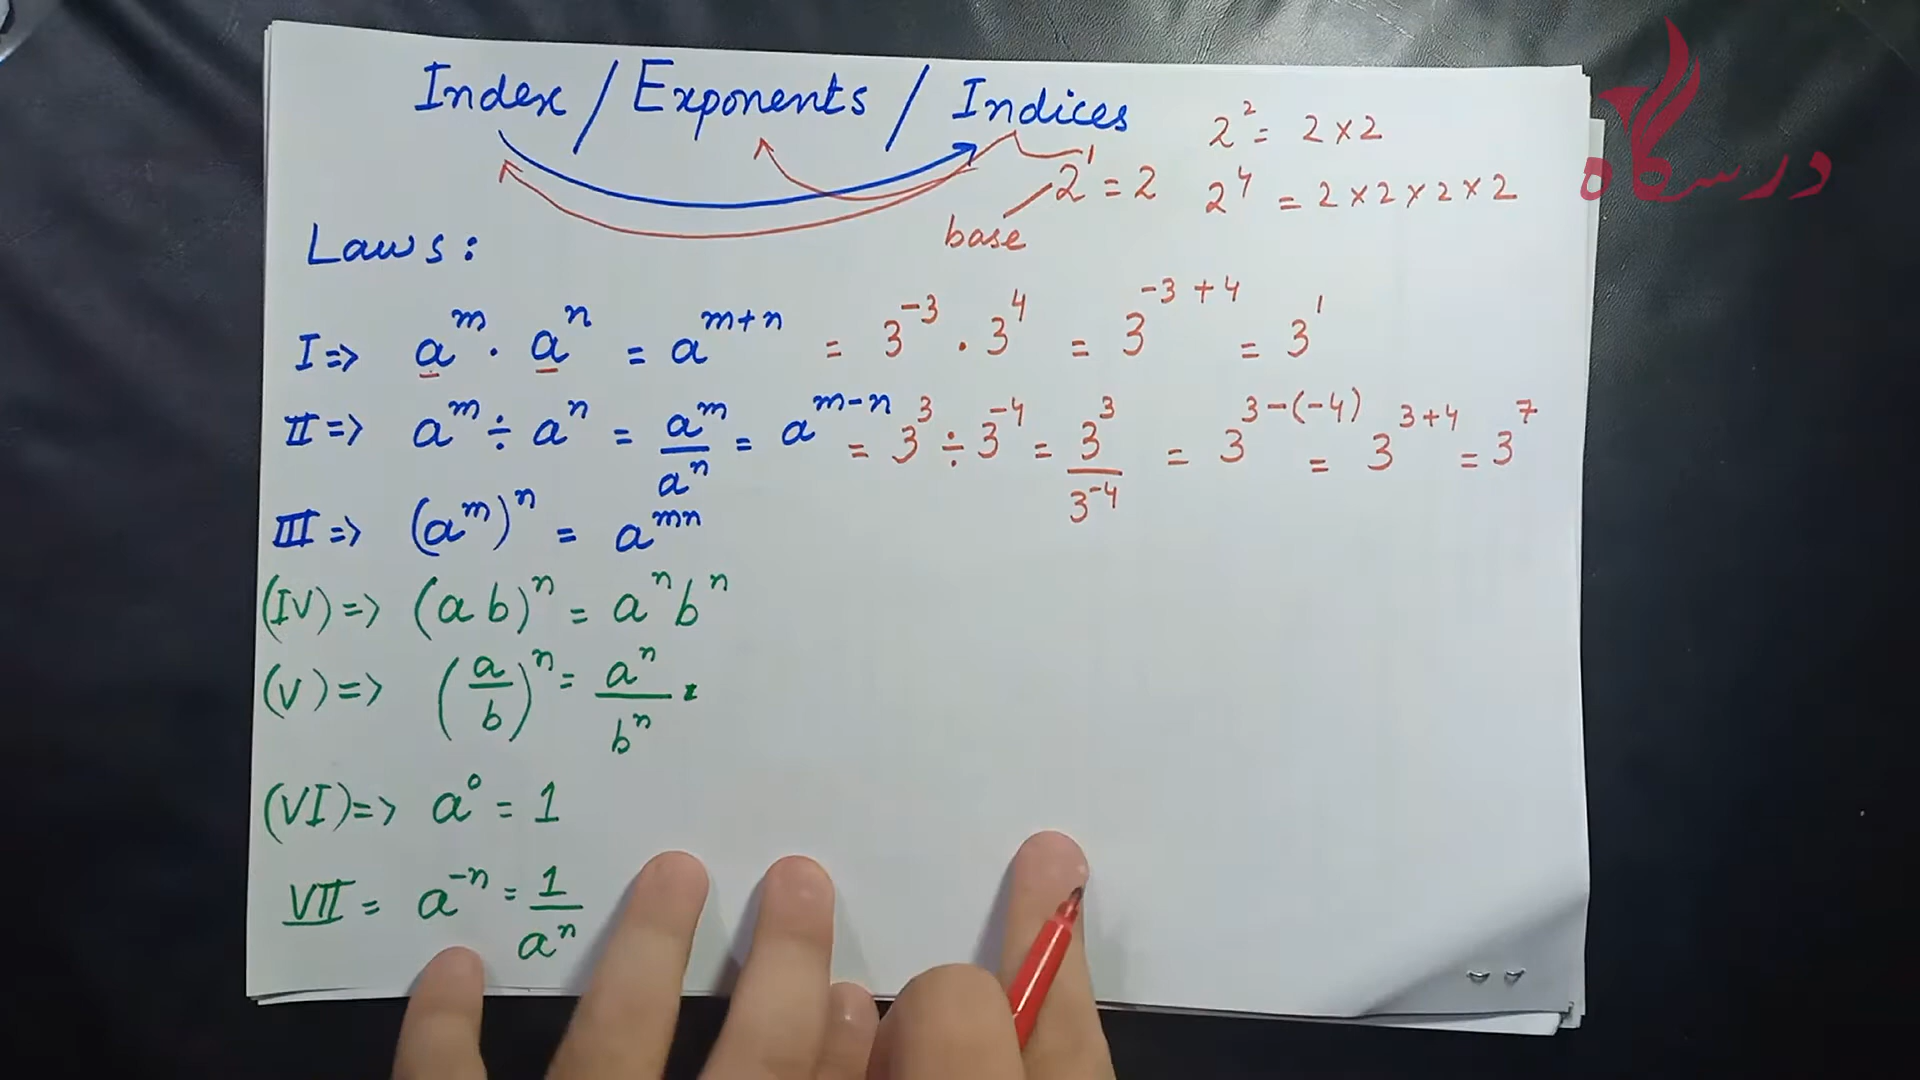 Index / Exponents / Indices
2² = 2 × 2
2¹ = 2
2⁴ = 2 × 2 × 2 × 2
base
درسگاه
Laws:
I => aᵐ · aⁿ = aᵐ⁺ⁿ = 3⁻³ · 3⁴ = 3⁻³⁺⁴ = 3¹
II => aᵐ ÷ aⁿ = aᵐ/aⁿ = aᵐ⁻ⁿ = 3³ ÷ 3⁻⁴ = 3³/3⁻⁴ = 3³⁻⁽⁻⁴⁾ = 3³⁺⁴ = 3⁷
III => (aᵐ)ⁿ = aᵐⁿ
(IV) => (ab)ⁿ = aⁿbⁿ
(V) => (a/b)ⁿ = aⁿ/bⁿ .
(VI) => a⁰ = 1
VII = a⁻ⁿ = 1/aⁿ